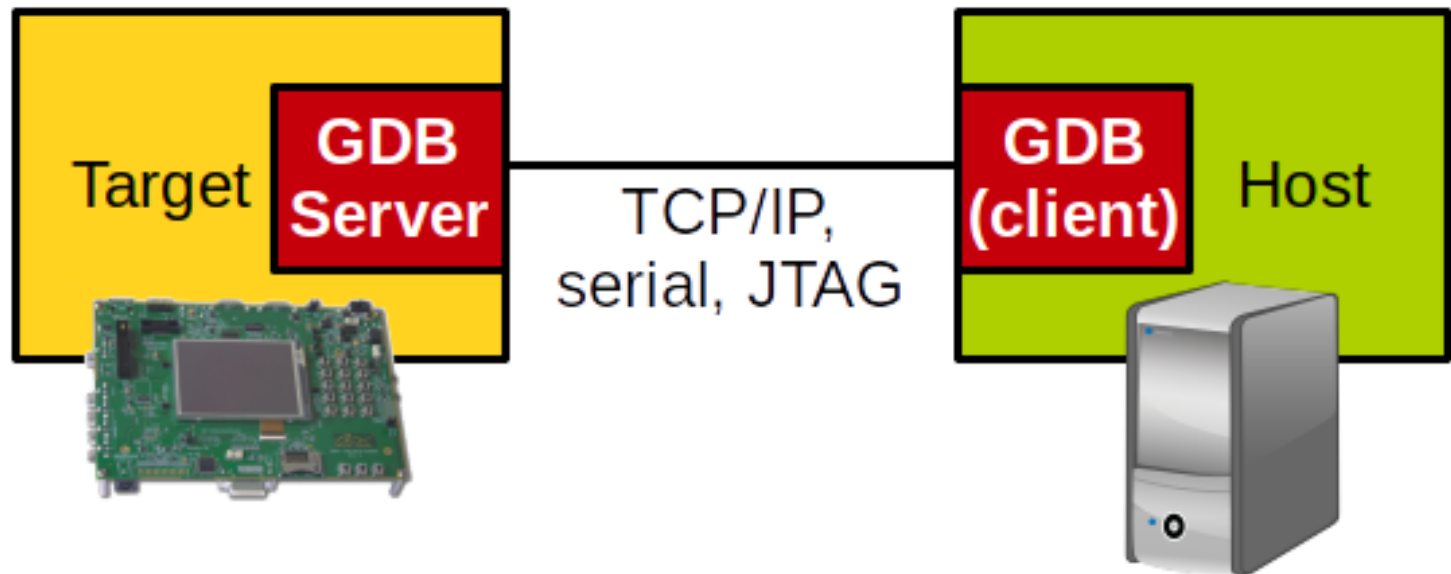 Target
GDB
Server
TCP/IP,
serial, JTAG
GDB
(client)
Host